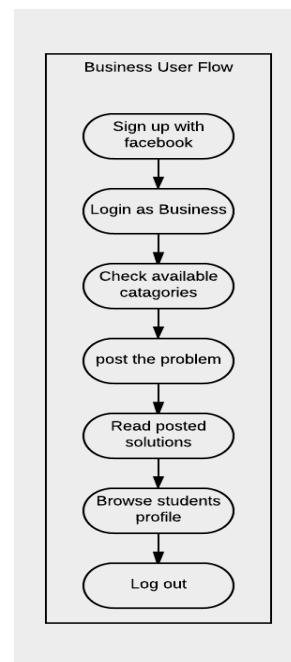 Business User Flow
Sign up with
facebook
Login as Business
Check available
catagories
post the problem
Read posted
solutions
Browse students
profile
Log out